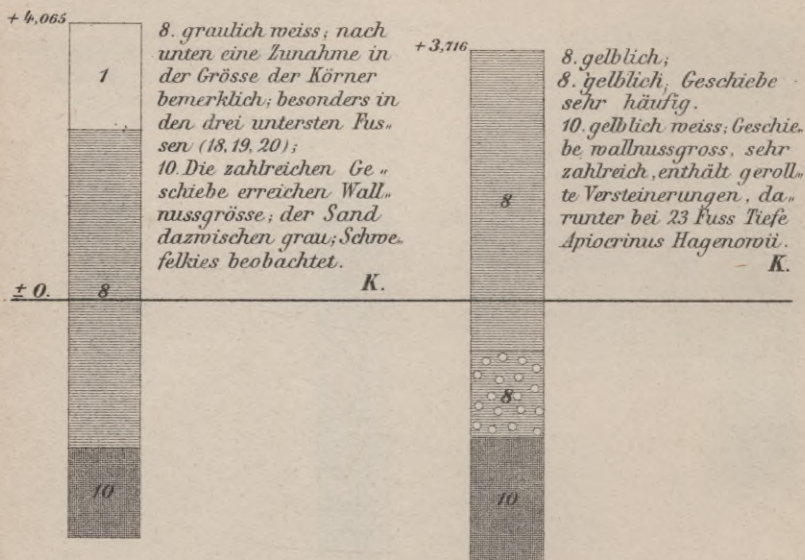 + 4,065
8. graulich weiss; nach
unten eine Zunahme in
der Grösse der Körner
bemerklich; besonders in
den drei untersten Fus„
sen (18, 19, 20);
10. Die zahlreichen Ge„
schiebe erreichen Wall„
nussgrösse; der Sand
dazwischen grau; Schwe„
felkies beobachtet.
K.
1
± 0.
8
10
+ 3,716
8. gelblich;
8. gelblich; Geschiebe
sehr häufig.
10. gelblich weiss; Geschie„
be wallnussgross, sehr
zahlreich, enthält geroll„
te Versteinerungen, da„
runter bei 23 Fuss Tiefe
Apiocrinus Hagenowii.
K.
8
8
10